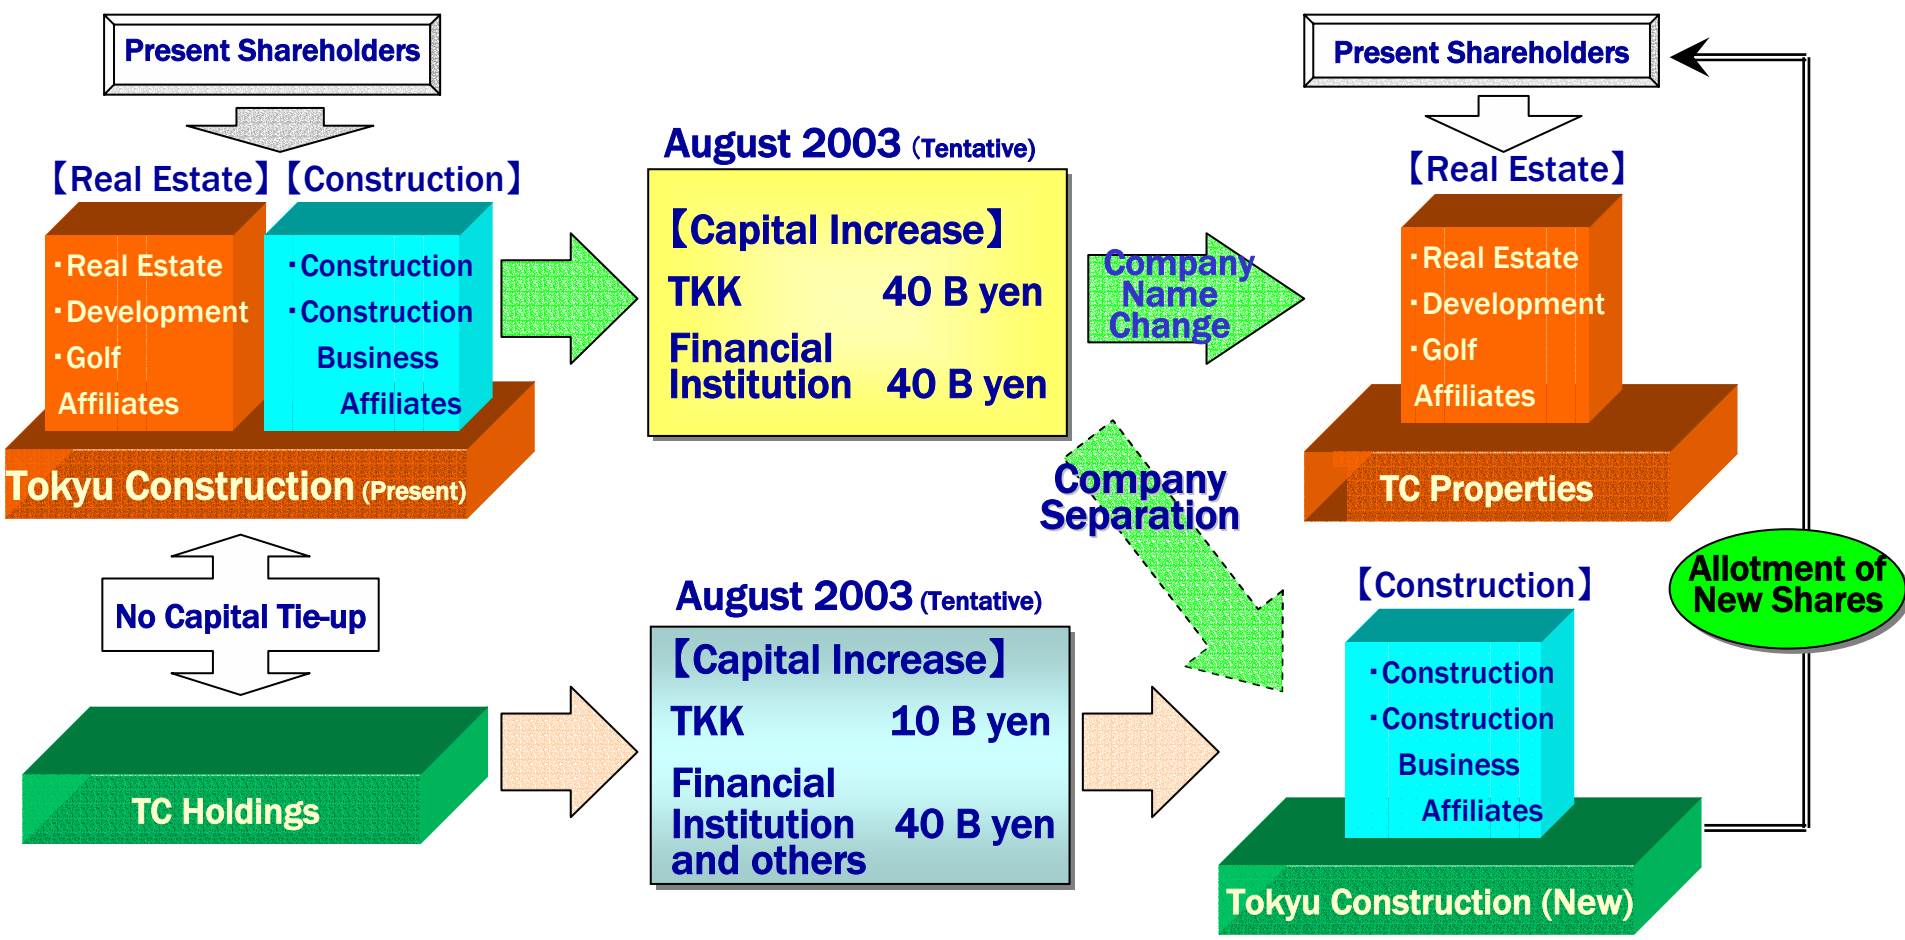 Present Shareholders
【Real Estate】【Construction】
・Real Estate
・Development
・Golf
Affiliates
・Construction
・Construction
Business
Affiliates
Tokyu Construction (Present)
No Capital Tie-up
TC Holdings
August 2003 (Tentative)
【Capital Increase】
TKK 40 B yen
Financial
Institution 40 B yen
Company
Name
Change
Company
Separation
August 2003 (Tentative)
【Capital Increase】
TKK 10 B yen
Financial
Institution 40 B yen
and others
Present Shareholders
【Real Estate】
・Real Estate
・Development
・Golf
Affiliates
TC Properties
Allotment of
New Shares
【Construction】
・Construction
・Construction
Business
Affiliates
Tokyu Construction (New)